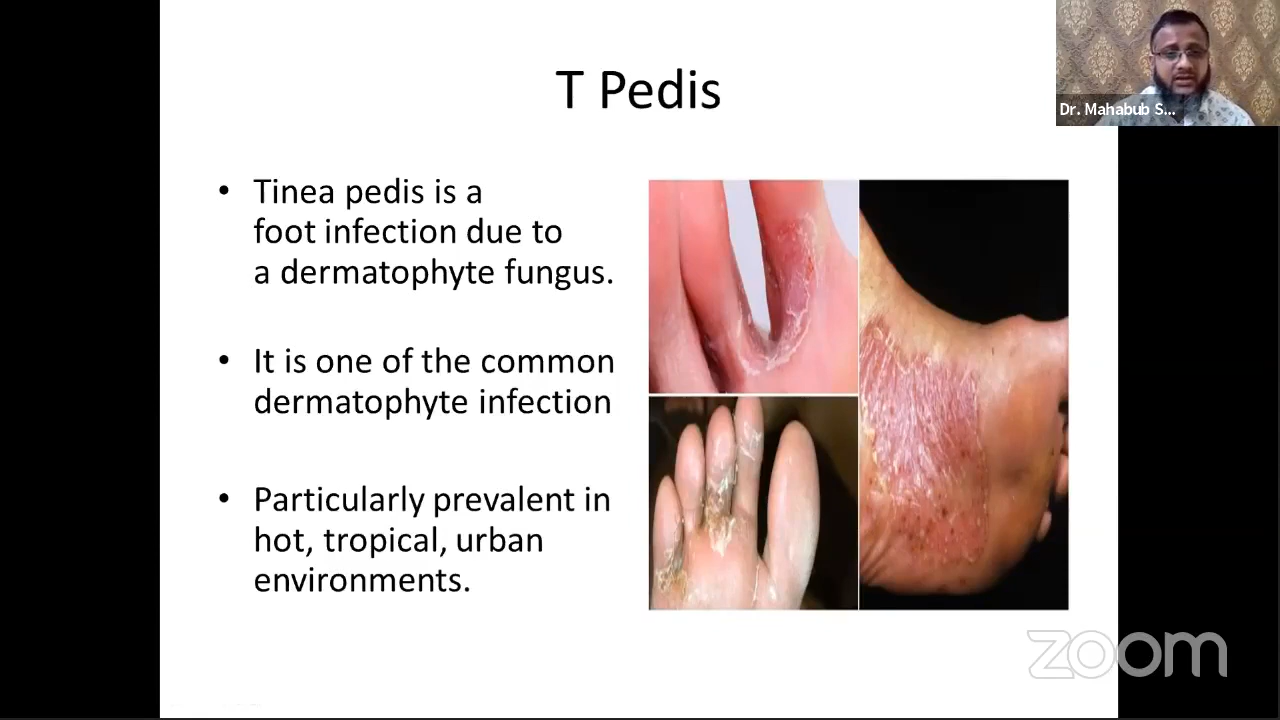 T Pedis
Dr. Mahabub S...
• Tinea pedis is a
foot infection due to
a dermatophyte fungus.
• It is one of the common
dermatophyte infection
• Particularly prevalent in
hot, tropical, urban
environments.
zoom